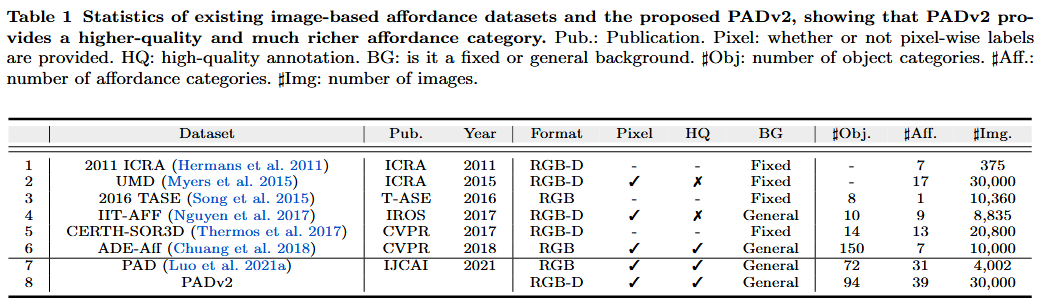 Table 1 Statistics of existing image-based affordance datasets and the proposed PADv2, showing that PADv2 pro-
vides a higher-quality and much richer affordance category. Pub.: Publication. Pixel: whether or not pixel-wise labels
are provided. HQ: high-quality annotation. BG: is it a fixed or general background. ♯Obj: number of object categories. ♯Aff.:
number of affordance categories. ♯Img: number of images.
Dataset Pub. Year Format Pixel HQ BG ♯Obj. ♯Aff. ♯Img.
1 2011 ICRA (Hermans et al. 2011) ICRA 2011 RGB-D - - Fixed - 7 375
2 UMD (Myers et al. 2015) ICRA 2015 RGB-D ✓ ✗ Fixed - 17 30,000
3 2016 TASE (Song et al. 2015) T-ASE 2016 RGB - - Fixed 8 1 10,360
4 IIT-AFF (Nguyen et al. 2017) IROS 2017 RGB-D ✓ ✗ General 10 9 8,835
5 CERTH-SOR3D (Thermos et al. 2017) CVPR 2017 RGB-D - - Fixed 14 13 20,800
6 ADE-Aff (Chuang et al. 2018) CVPR 2018 RGB ✓ ✓ General 150 7 10,000
7 PAD (Luo et al. 2021a) IJCAI 2021 RGB ✓ ✓ General 72 31 4,002
8 PADv2 RGB-D ✓ ✓ General 94 39 30,000